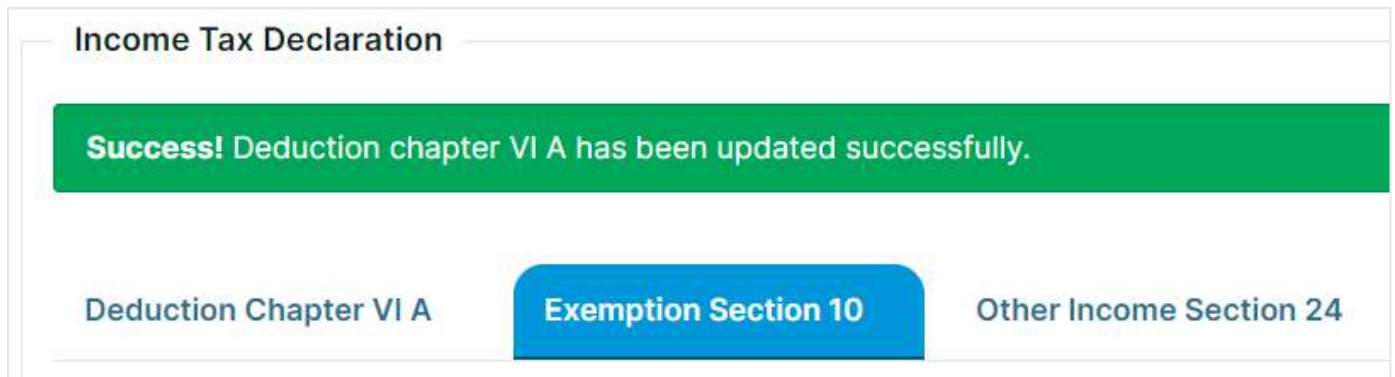 Income Tax Declaration
Success! Deduction chapter VI A has been updated successfully.
Deduction Chapter VI A Exemption Section 10 Other Income Section 24